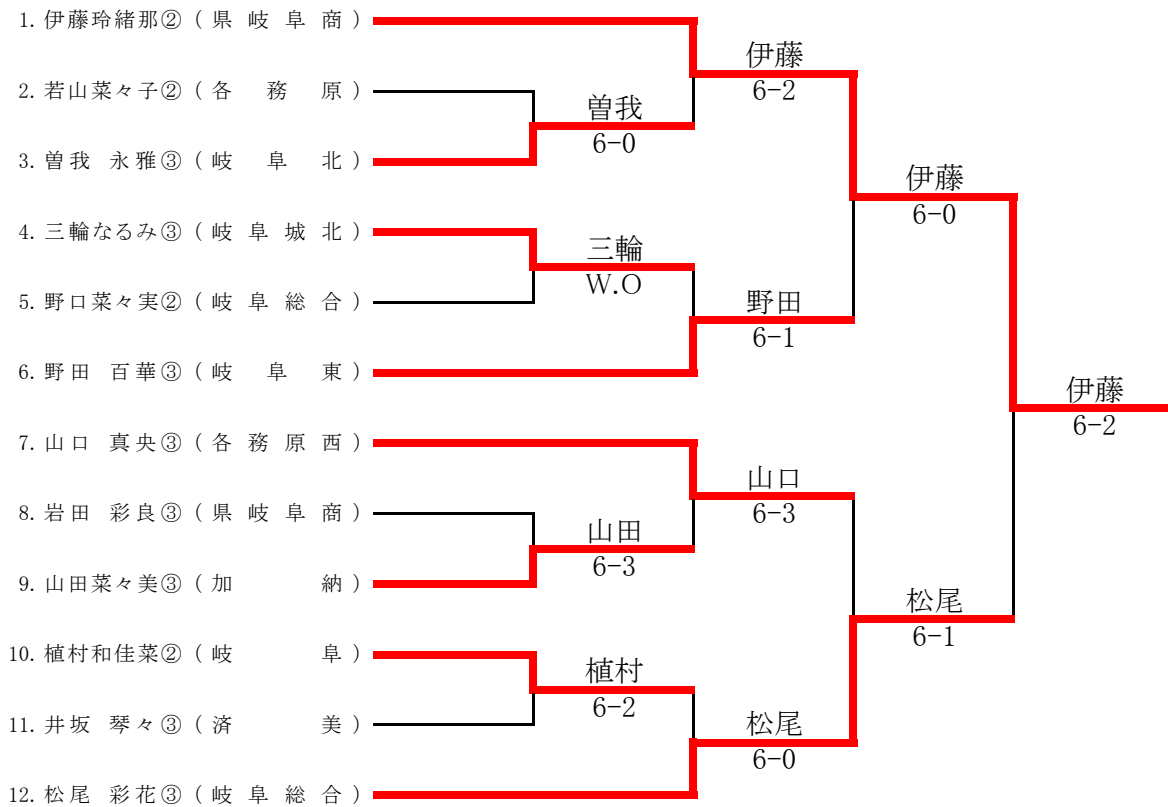 1. 伊藤玲緒那②（県岐阜商）
2. 若山菜々子②（各務原）
3. 曽我 永雅③（岐阜北）
4. 三輪なるみ③（岐阜城北）
5. 野口菜々実②（岐阜総合）
6. 野田 百華③（岐阜東）
7. 山口 真央③（各務原西）
8. 岩田 彩良③（県岐阜商）
9. 山田菜々美③（加納）
10. 植村和佳菜②（岐阜）
11. 井坂 琴々③（済美）
12. 松尾 彩花③（岐阜総合）
曽我
6-0
三輪
W.O
山田
6-3
植村
6-2
伊藤
6-2
野田
6-1
山口
6-3
松尾
6-0
伊藤
6-0
松尾
6-1
伊藤
6-2